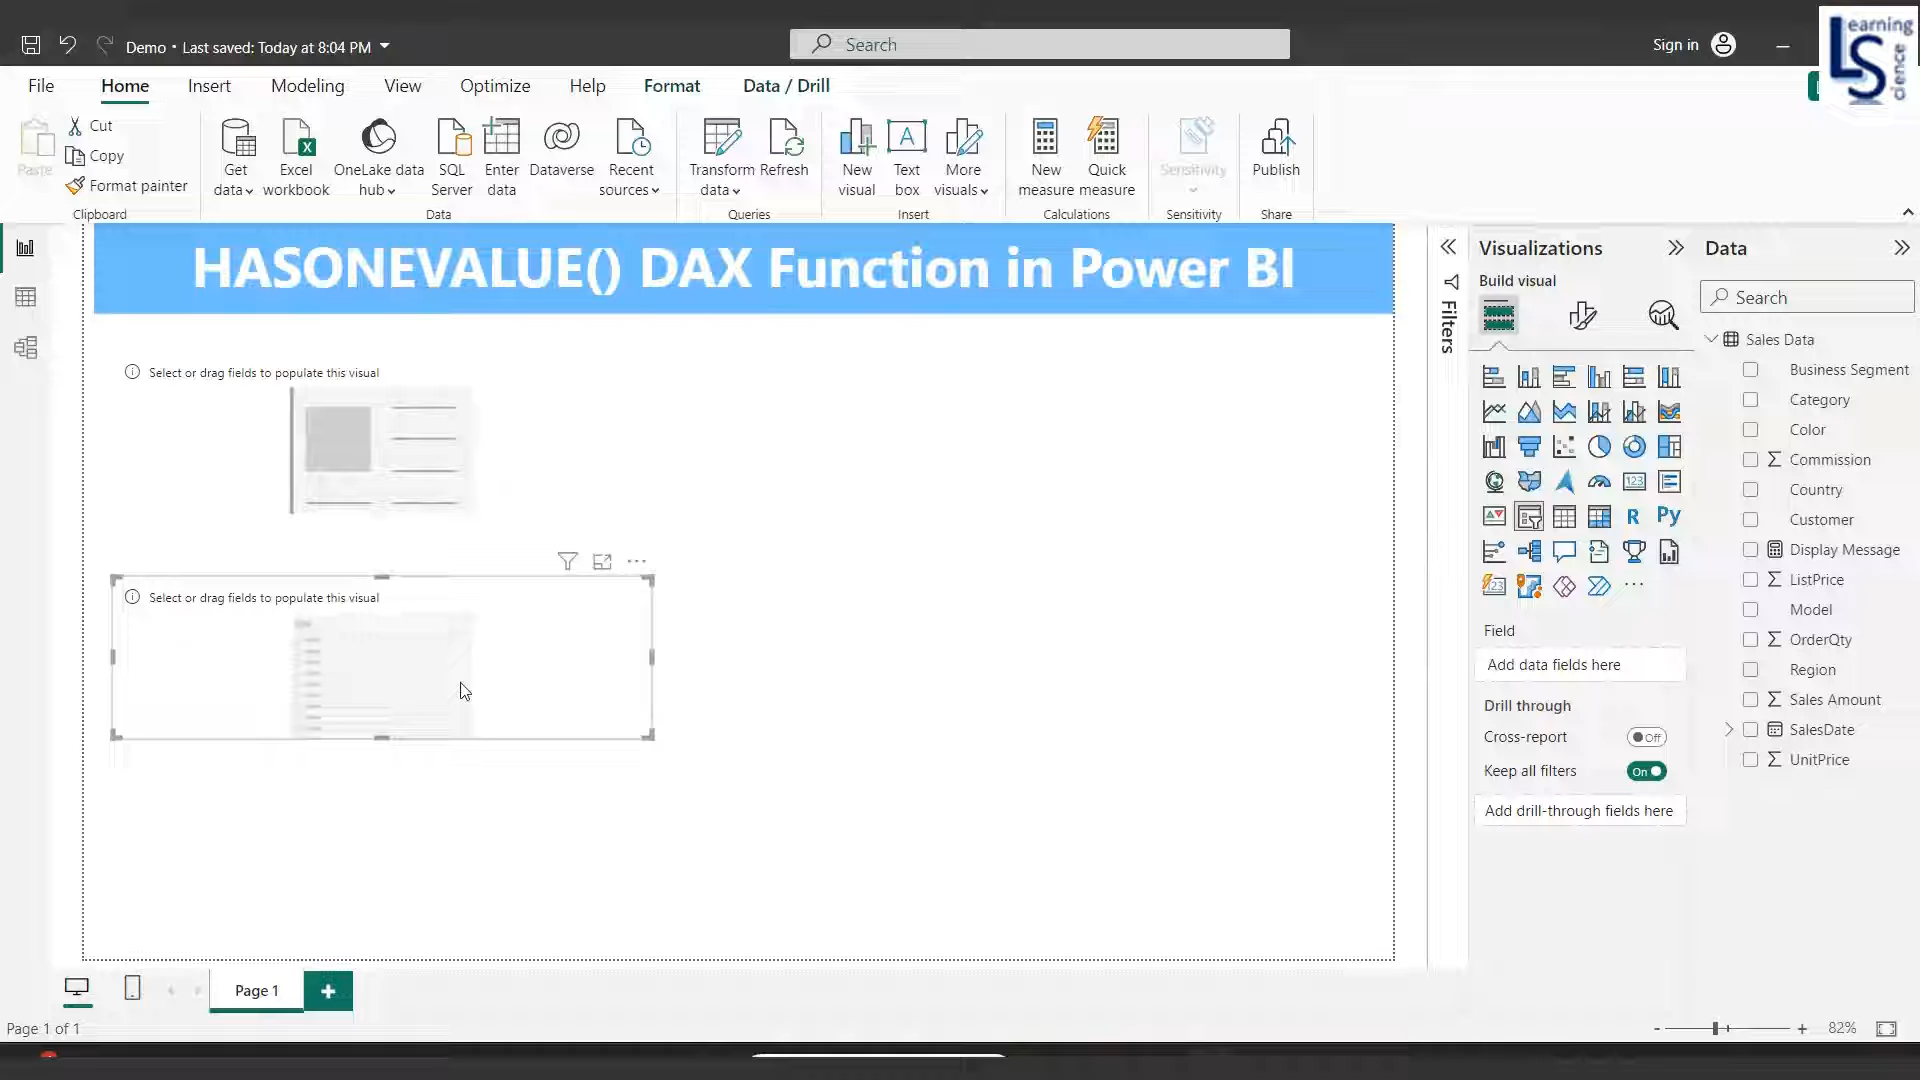 Demo • Last saved: Today at 8:04 PM
Search
Sign in
Learning
Sience
File
Home
Insert
Modeling
View
Optimize
Help
Format
Data / Drill
Paste
Cut
Copy
Format painter
Clipboard
Get data
Excel workbook
OneLake data hub
SQL Server
Enter data
Dataverse
Recent sources
Data
Transform data
Refresh
Queries
New visual
Text box
More visuals
Insert
New measure
Quick measure
Calculations
Sensitivity
Sensitivity
Publish
Share
HASONEVALUE() DAX Function in Power BI
Select or drag fields to populate this visual
Select or drag fields to populate this visual
Filters
Visualizations
Build visual
123
R
Py
123
Field
Add data fields here
Drill through
Cross-report
Off
Keep all filters
On
Add drill-through fields here
Data
Search
Sales Data
Business Segment
Category
Color
Commission
Country
Customer
Display Message
ListPrice
Model
OrderQty
Region
Sales Amount
SalesDate
UnitPrice
Page 1
Page 1 of 1
82%